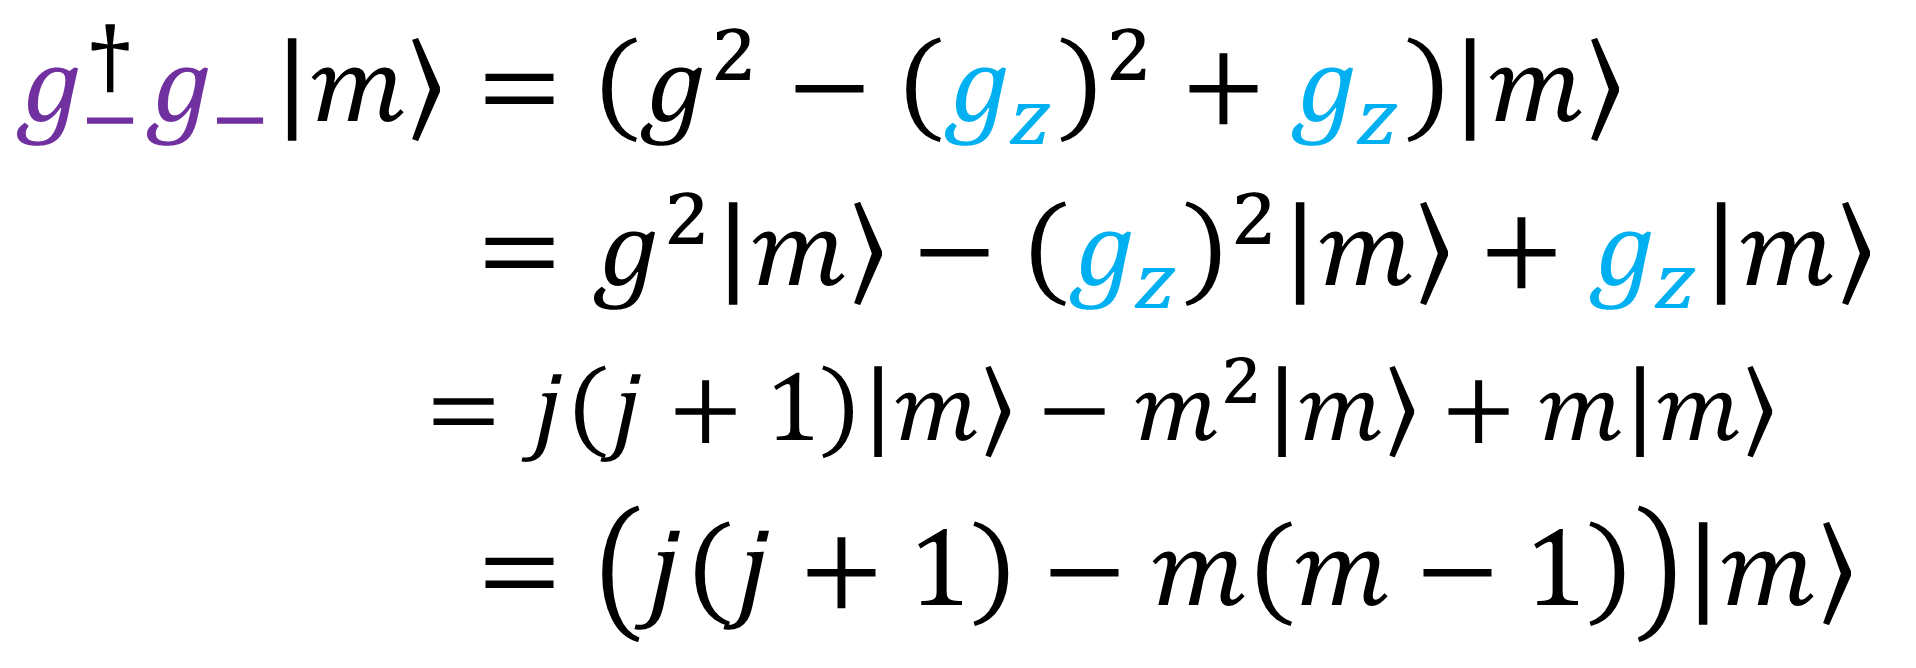 g₋†g₋|m⟩ = (g² − (g_z)² + g_z)|m⟩
= g²|m⟩ − (g_z)²|m⟩ + g_z|m⟩
= j(j + 1)|m⟩ − m²|m⟩ + m|m⟩
= (j(j + 1) − m(m − 1))|m⟩